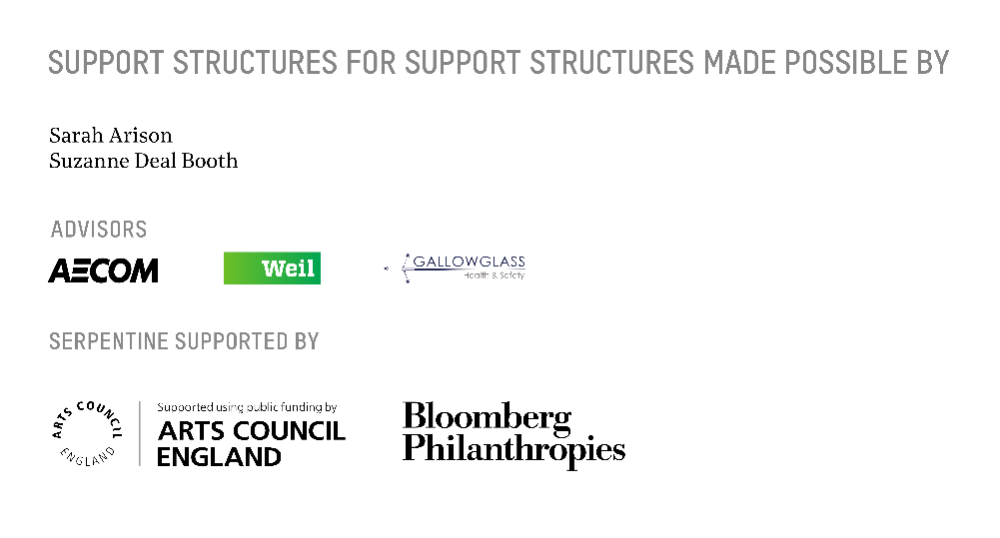 SUPPORT STRUCTURES FOR SUPPORT STRUCTURES MADE POSSIBLE BY
Sarah Arison
Suzanne Deal Booth
ADVISORS
AECOM
Weil
GALLOWGLASS
Health & Safety
SERPENTINE SUPPORTED BY
ARTS COUNCIL
ENGLAND
Supported using public funding by
ARTS COUNCIL
ENGLAND
Bloomberg
Philanthropies